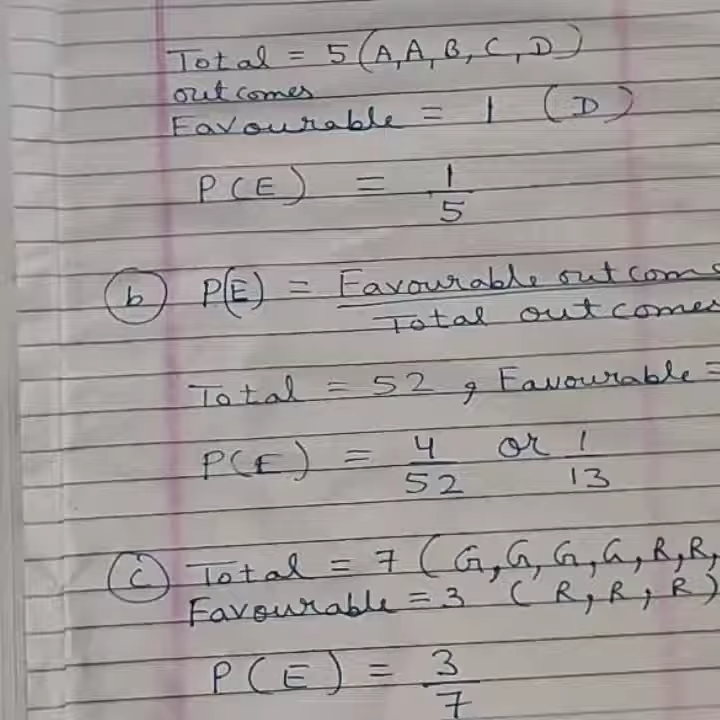 Total = 5 (A, A, B, C, D)
outcomes
Favourable = 1 (D)
P(E) = 1/5
(b) P(E) = Favourable outcoms / Total outcomes
Total = 52, Favourable =
P(E) = 4/52 or 1/13
(c) Total = 7 (G, G, G, G, R, R,
Favourable = 3 (R, R, R)
P(E) = 3/7